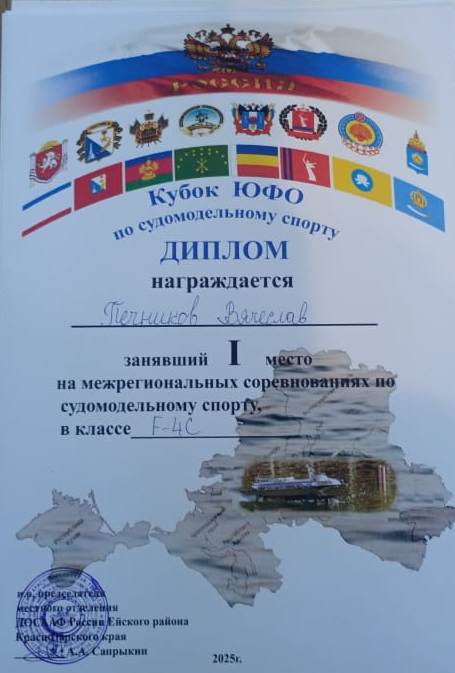 РОССИЯ
Кубок ЮФО
по судомодельному спорту
ДИПЛОМ
награждается
Печников Вячеслав
занявший I место
на межрегиональных соревнованиях по
судомодельному спорту,
в классе F-4C
и.о. председателя
местного отделения
ДОСААФ России Ейского района
Краснодарского края
А.А. Сапрыкин
2025г.